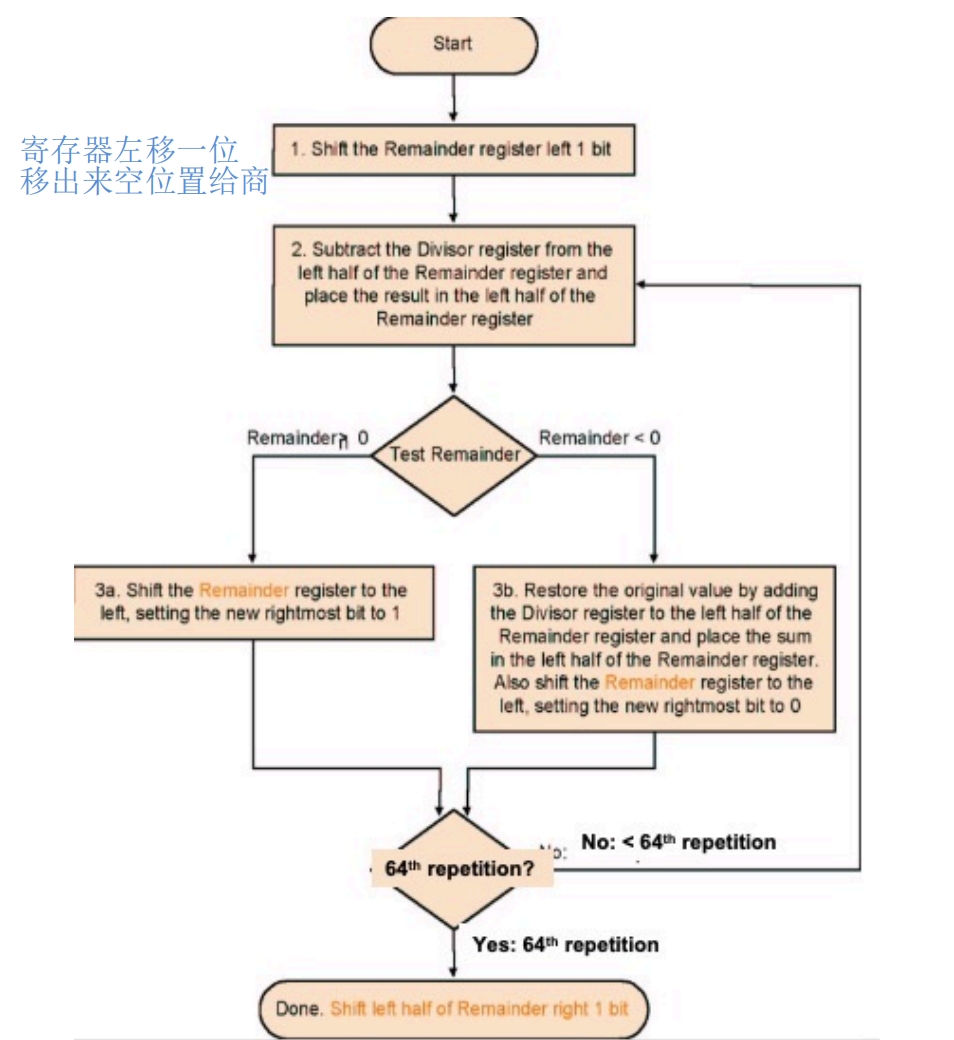 Start
寄存器左移一位
移出来空位置给商
1. Shift the Remainder register left 1 bit
2. Subtract the Divisor register from the
left half of the Remainder register and
place the result in the left half of the
Remainder register
Remainder ≥ 0
Test Remainder
Remainder < 0
3a. Shift the Remainder register to the
left, setting the new rightmost bit to 1
3b. Restore the original value by adding
the Divisor register to the left half of the
Remainder register and place the sum
in the left half of the Remainder register.
Also shift the Remainder register to the
left, setting the new rightmost bit to 0
64th repetition?
No:
No: < 64th repetition
Yes: 64th repetition
Done. Shift left half of Remainder right 1 bit